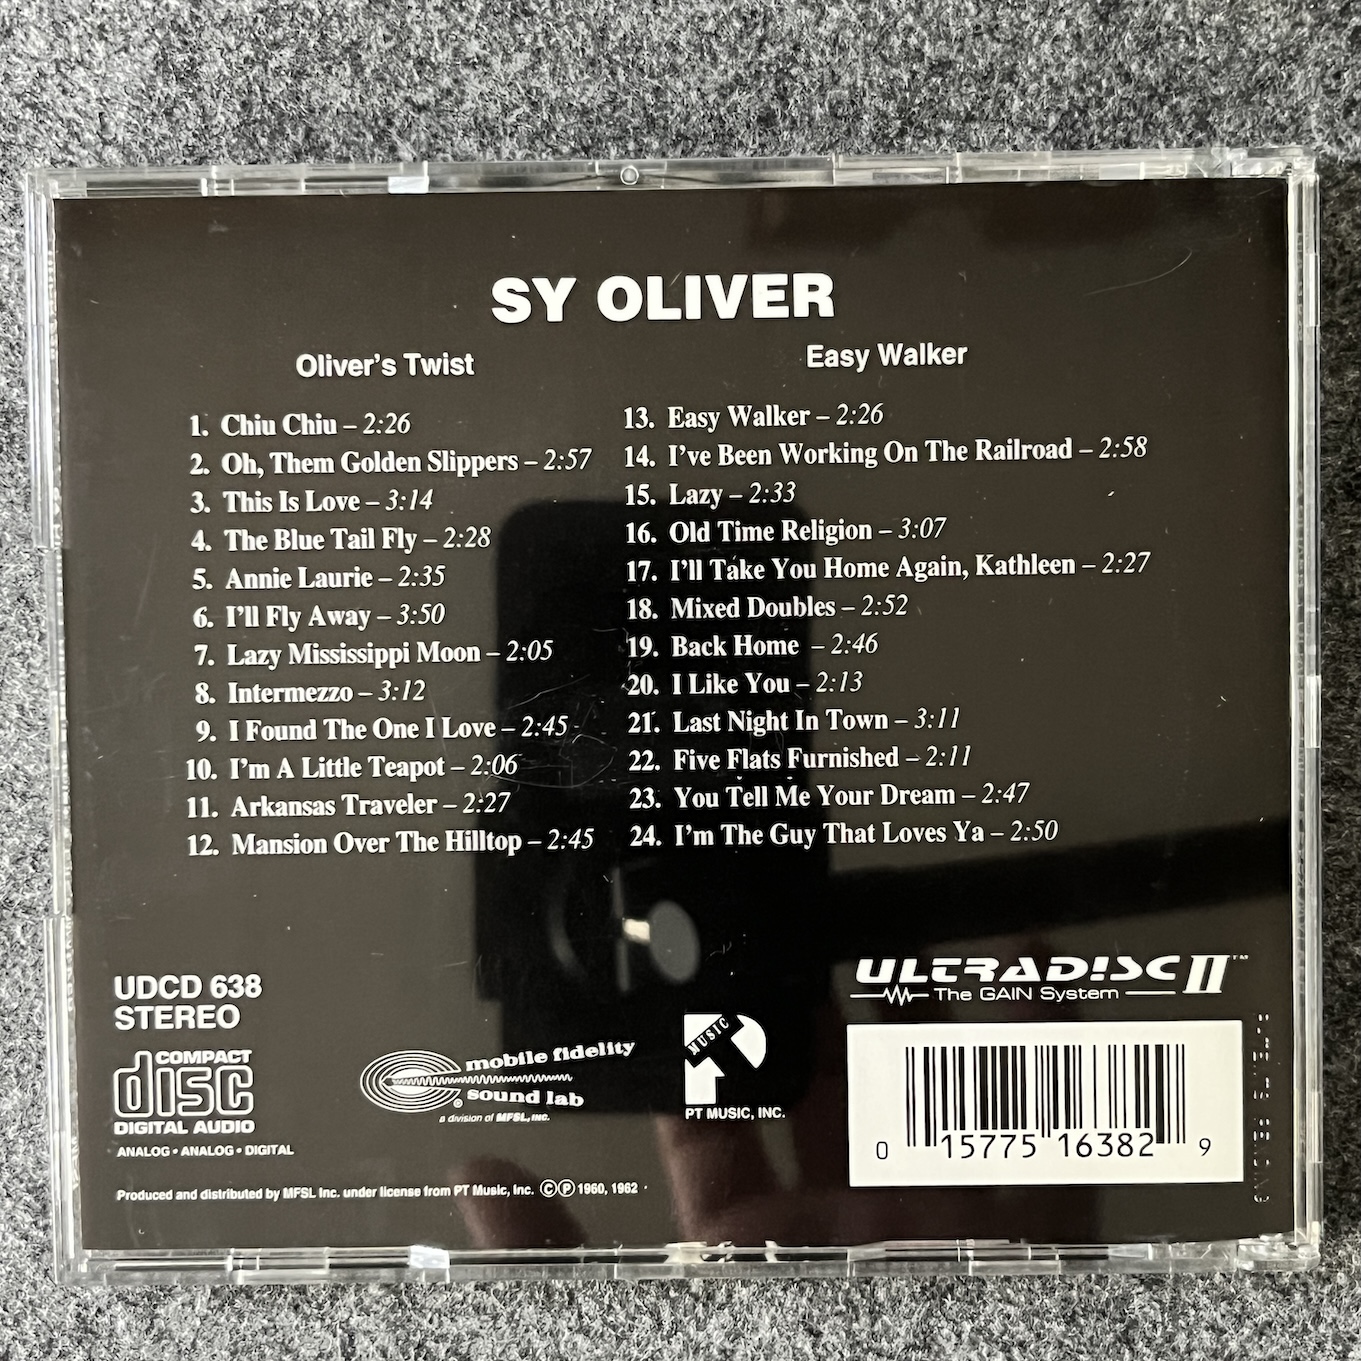 SY OLIVER
Oliver's Twist
1. Chiu Chiu – 2:26
2. Oh, Them Golden Slippers – 2:57
3. This Is Love – 3:14
4. The Blue Tail Fly – 2:28
5. Annie Laurie – 2:35
6. I'll Fly Away – 3:50
7. Lazy Mississippi Moon – 2:05
8. Intermezzo – 3:12
9. I Found The One I Love – 2:45
10. I'm A Little Teapot – 2:06
11. Arkansas Traveler – 2:27
12. Mansion Over The Hilltop – 2:45
Easy Walker
13. Easy Walker – 2:26
14. I've Been Working On The Railroad – 2:58
15. Lazy – 2:33
16. Old Time Religion – 3:07
17. I'll Take You Home Again, Kathleen – 2:27
18. Mixed Doubles – 2:52
19. Back Home – 2:46
20. I Like You – 2:13
21. Last Night In Town – 3:11
22. Five Flats Furnished – 2:11
23. You Tell Me Your Dream – 2:47
24. I'm The Guy That Loves Ya – 2:50
UDCD 638
STEREO
COMPACT
disc
DIGITAL AUDIO
ANALOG • ANALOG • DIGITAL
mobile fidelity
sound lab
®
a division of MFSL, INC.
MUSIC
PT MUSIC, INC.
ULTRADISC II™
The GAIN System
0 15775 16382 9
Produced and distributed by MFSL Inc. under license from PT Music, Inc. ©℗ 1960, 1962